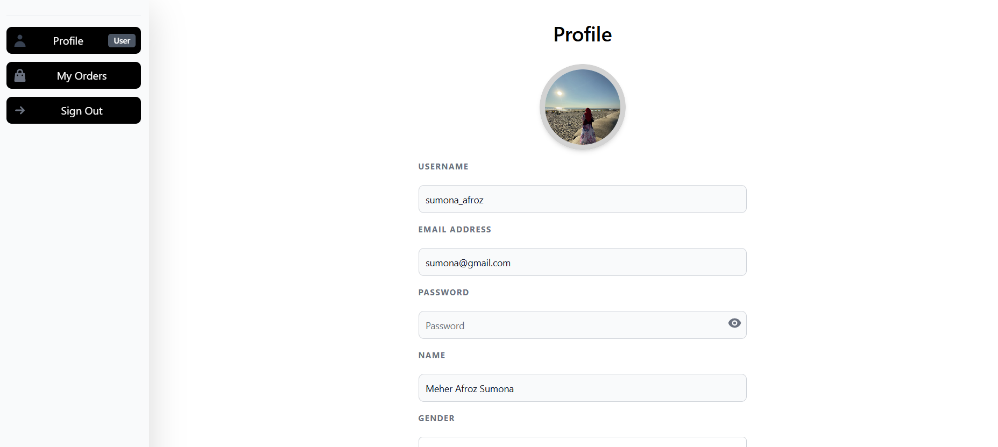 Profile User
My Orders
Sign Out
Profile
USERNAME
sumona_afroz
EMAIL ADDRESS
sumona@gmail.com
PASSWORD
Password
NAME
Meher Afroz Sumona
GENDER